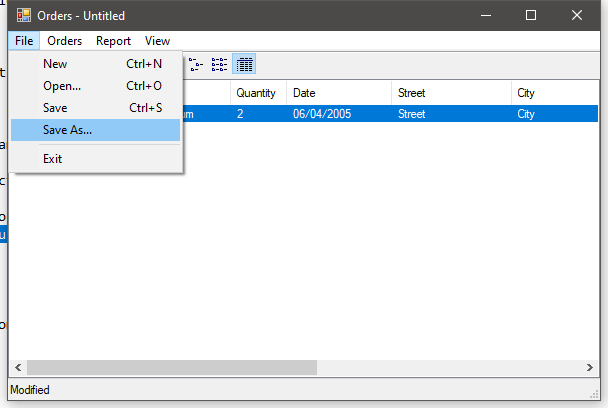 Orders - Untitled
File Orders Report View
New Ctrl+N
Open... Ctrl+O
Save Ctrl+S
Save As...
Exit
Quantity Date Street City
2 06/04/2005 Street City
Modified